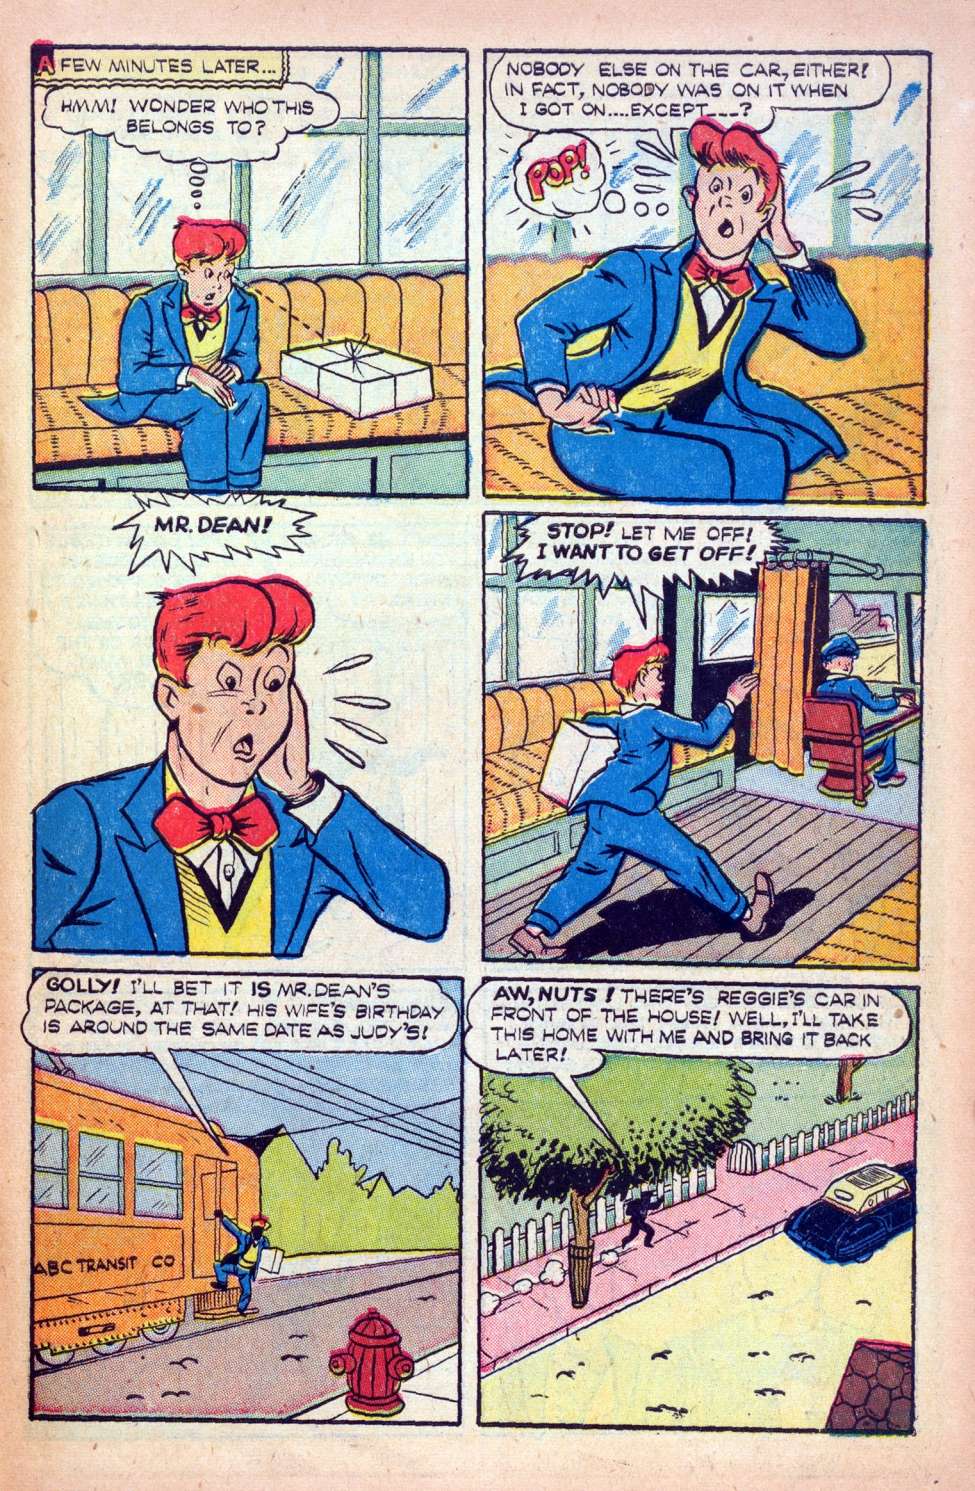 A FEW MINUTES LATER...
HMM! WONDER WHO THIS
BELONGS TO?
NOBODY ELSE ON THE CAR, EITHER!
IN FACT, NOBODY WAS ON IT WHEN
I GOT ON....EXCEPT---?
POP!
MR. DEAN!
STOP! LET ME OFF!
I WANT TO GET OFF!
GOLLY! I'LL BET IT IS MR. DEAN'S
PACKAGE, AT THAT! HIS WIFE'S BIRTHDAY
IS AROUND THE SAME DATE AS JUDY'S!
ABC TRANSIT CO
AW, NUTS! THERE'S REGGIE'S CAR IN
FRONT OF THE HOUSE! WELL, I'LL TAKE
THIS HOME WITH ME AND BRING IT BACK
LATER!